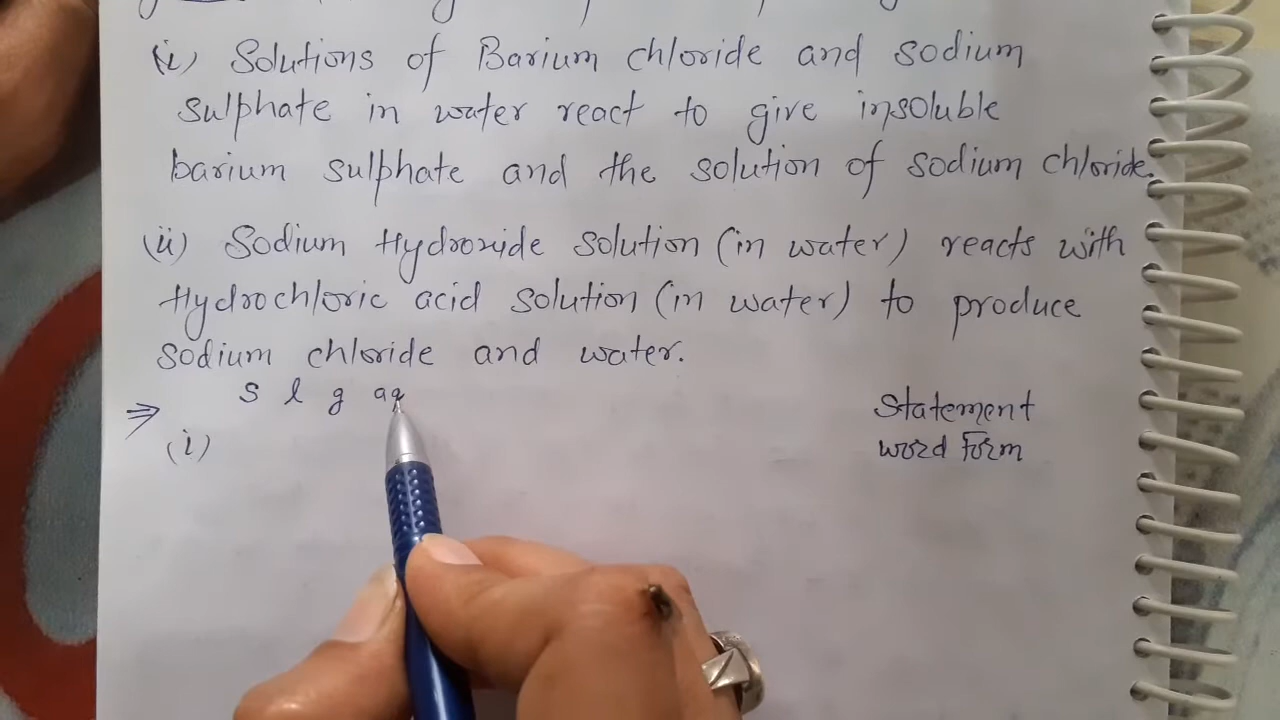 (i) Solutions of Barium chloride and sodium
sulphate in water react to give insoluble
barium sulphate and the solution of sodium chloride.
(ii) Sodium Hydroxide solution (in water) reacts with
Hydrochloric acid solution (in water) to produce
sodium chloride and water.
⇒ s l g aq
Statement
(i)
word Form